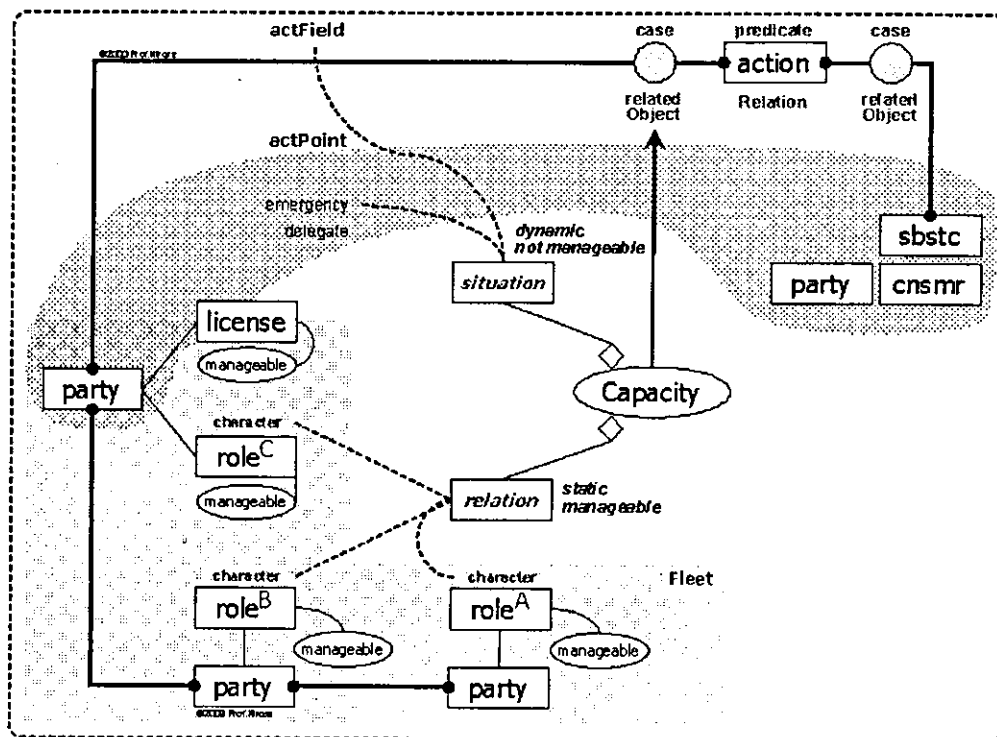 actField
case
predicate
case
action
related
Object
Relation
related
Object
actPoint
emergency
delegate
dynamic
not manageable
situation
sbstc
party
cnsmr
license
manageable
party
Capacity
character
role C
manageable
relation
static
manageable
character
character
Fleet
role B
role A
manageable
manageable
party
party